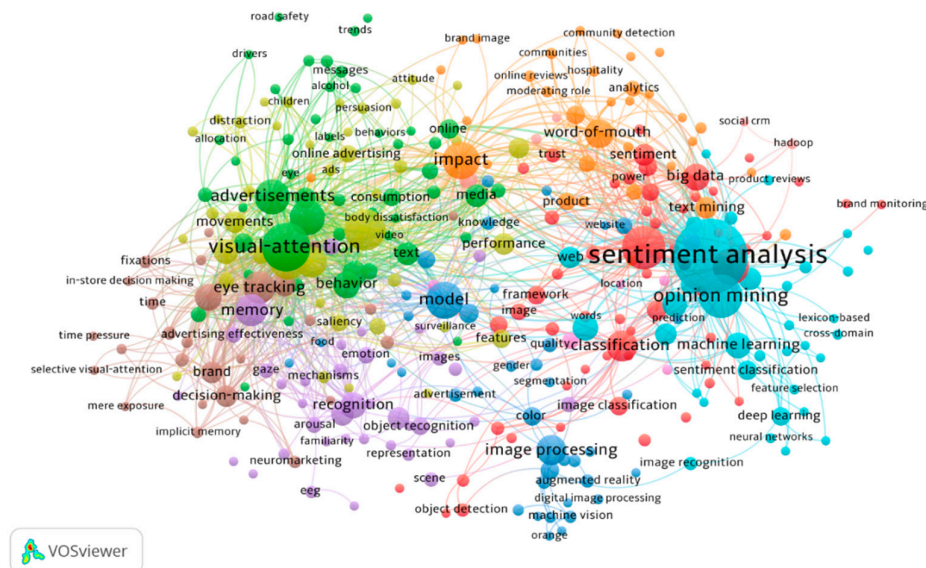 road safety
trends
community detection
brand image
drivers
communities
messages
online reviews
hospitality
alcohol
attitude
moderating role
analytics
children
persuasion
distraction
social crm
labels
behaviors
online
word-of-mouth
allocation
hadoop
online advertising
trust
sentiment
eye
impact
ads
power
big data
product reviews
advertisements
consumption
media
product
text mining
brand monitoring
movements
body dissatisfaction
knowledge
website
visual-attention
video
performance
text
web
sentiment analysis
fixations
in-store decision making
eye tracking
behavior
location
time
memory
model
framework
opinion mining
image
saliency
words
prediction
lexicon-based
time pressure
advertising effectiveness
surveillance
cross-domain
food
features
quality
classification
machine learning
emotion
images
selective visual-attention
brand
gaze
mechanisms
gender
sentiment classification
segmentation
decision-making
advertisement
feature selection
mere exposure
recognition
color
image classification
implicit memory
arousal
object recognition
deep learning
familiarity
neural networks
representation
image processing
neuromarketing
image recognition
scene
augmented reality
eeg
digital image processing
object detection
machine vision
orange
VOSviewer